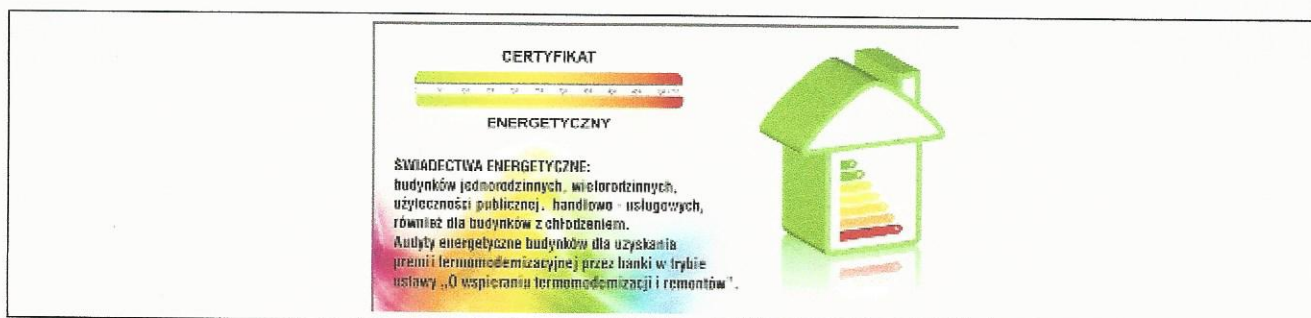 CERTYFIKAT
ENERGETYCZNY
ŚWIADECTWA ENERGETYCZNE:
budynków jednorodzinnych, wielorodzinnych,
użyteczności publicznej, handlowo - usługowych,
również dla budynków z chłodzeniem.
Audyty energetyczne budynków dla uzyskania
premii termomodernizacyjnej przez banki w trybie
ustawy „O wspieraniu termomodernizacji i remontów”.